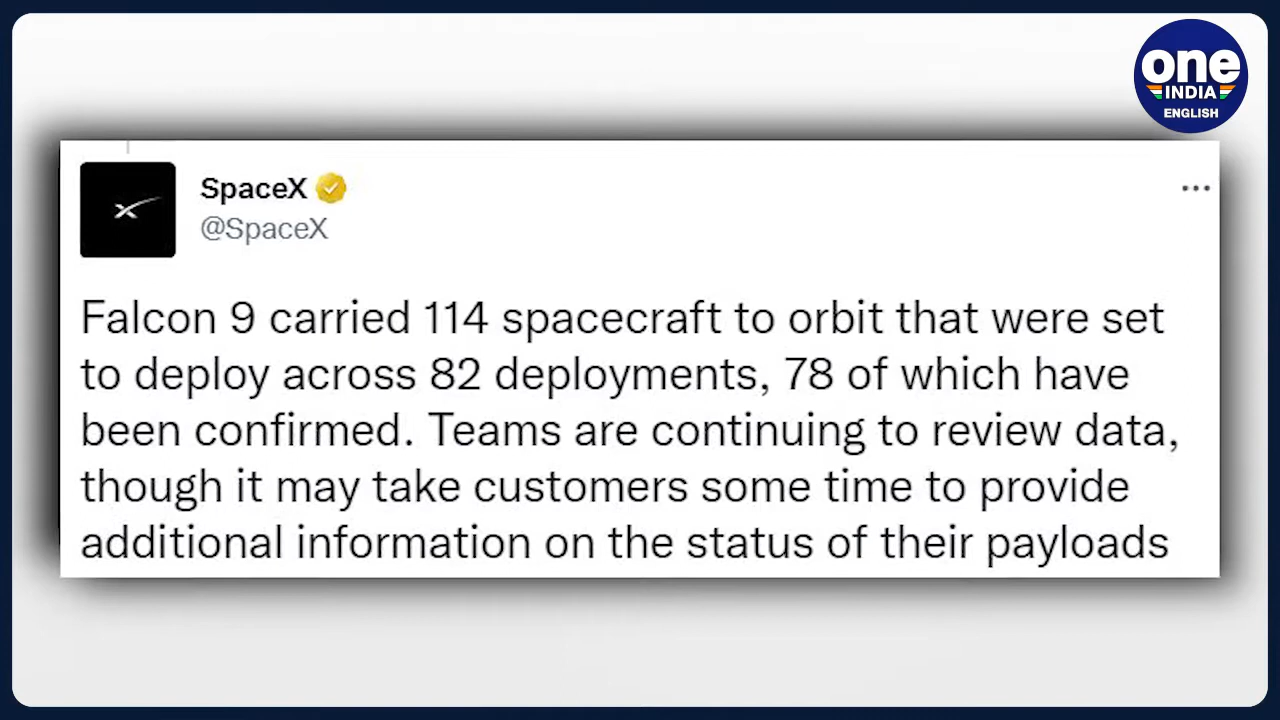 one
INDIA
ENGLISH
SpaceX
@SpaceX
Falcon 9 carried 114 spacecraft to orbit that were set
to deploy across 82 deployments, 78 of which have
been confirmed. Teams are continuing to review data,
though it may take customers some time to provide
additional information on the status of their payloads